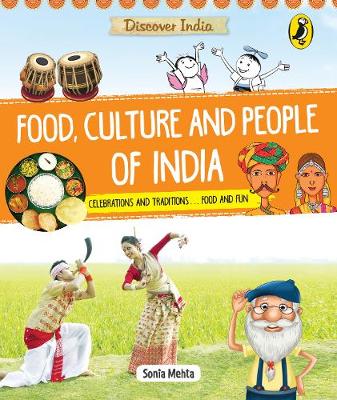 Discover India
FOOD, CULTURE AND PEOPLE
OF INDIA
CELEBRATIONS AND TRADITIONS . . . FOOD AND FUN
Sonia Mehta